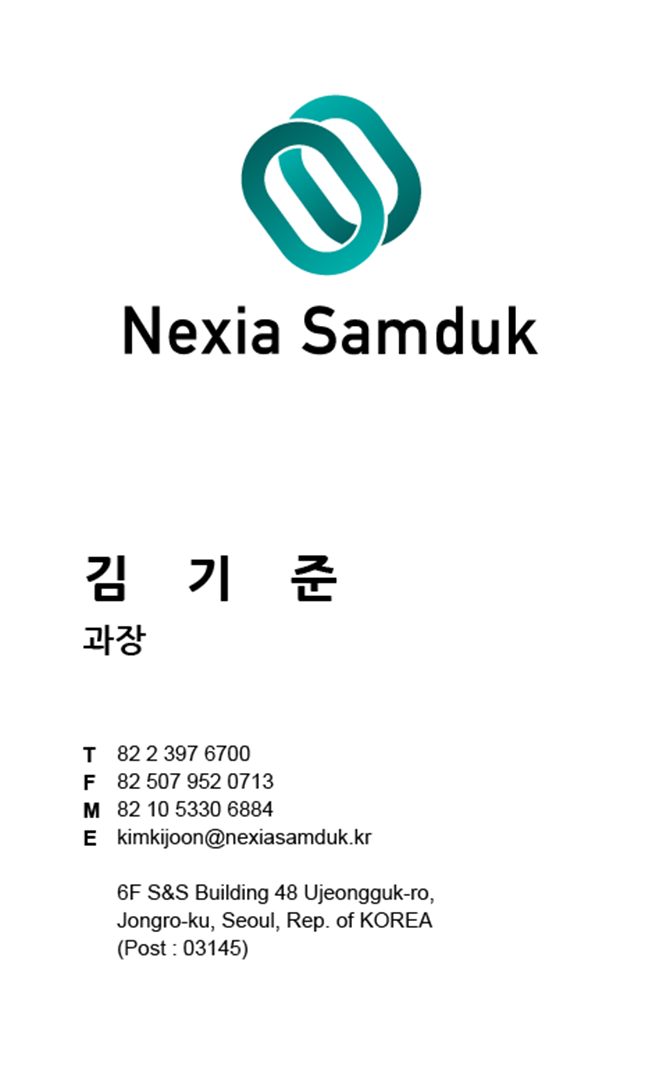 Nexia Samduk
김 기 준
과장
T 82 2 397 6700
F 82 507 952 0713
M 82 10 5330 6884
E kimkijoon@nexiasamduk.kr
6F S&S Building 48 Ujeongguk-ro,
Jongro-ku, Seoul, Rep. of KOREA
(Post : 03145)